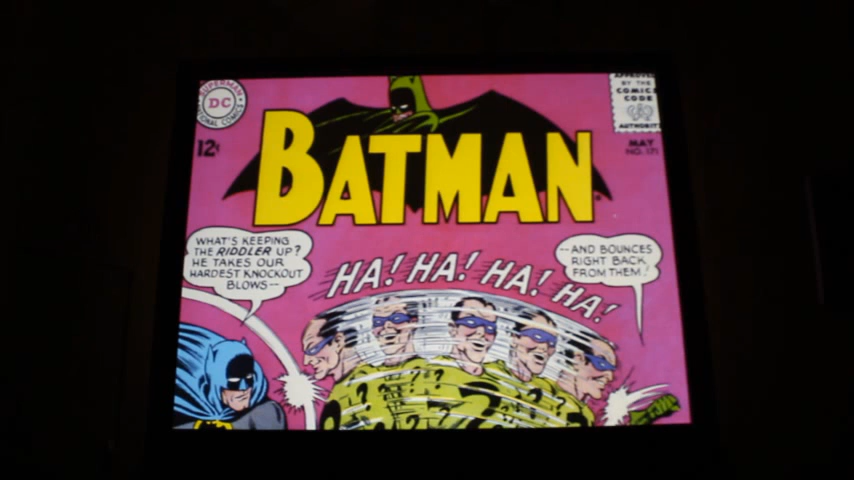 SUPERMAN
DC
NATIONAL COMICS
APPROVED
BY THE
COMICS
CODE
AUTHORITY
12¢
MAY
NO. 171
BATMAN
WHAT'S KEEPING
THE RIDDLER UP?
HE TAKES OUR
HARDEST KNOCKOUT
BLOWS--
--AND BOUNCES
RIGHT BACK
FROM THEM!
HA! HA! HA! HA!
? ? ? ? ? ?